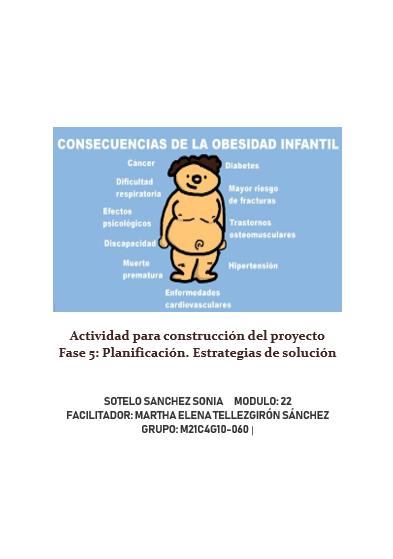 CONSECUENCIAS DE LA OBESIDAD INFANTIL
Cáncer
Diabetes
Dificultad
respiratoria
Mayor riesgo
de fracturas
Efectos
psicológicos
Trastornos
osteomusculares
Discapacidad
Muerte
prematura
Hipertensión
Enfermedades
cardiovasculares
Actividad para construcción del proyecto
Fase 5: Planificación. Estrategias de solución
SOTELO SANCHEZ SONIA MODULO: 22
FACILITADOR: MARTHA ELENA TELLEZGIRÓN SÁNCHEZ
GRUPO: M21C4G10-060 |